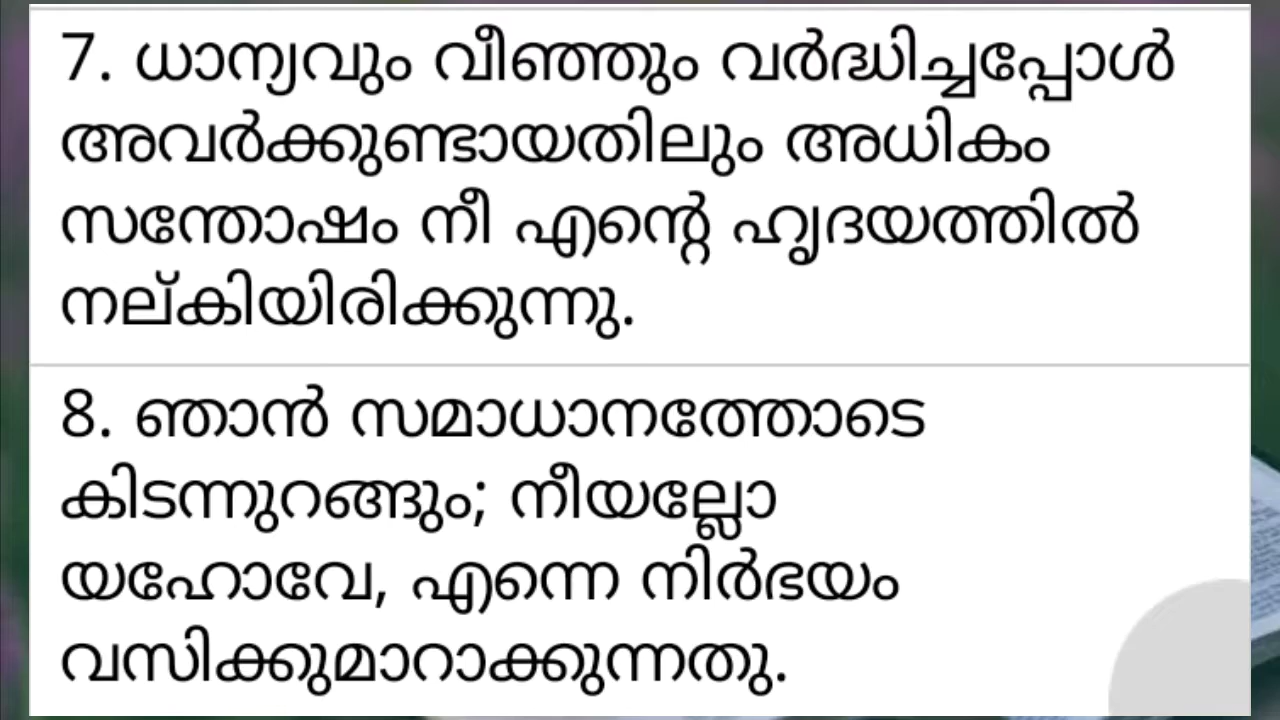 7. ധാന്യവും വീഞ്ഞും വർദ്ധിച്ചപ്പോൾ
അവർക്കുണ്ടായതിലും അധികം
സന്തോഷം നീ എന്റെ ഹൃദയത്തിൽ
നല്കിയിരിക്കുന്നു.
8. ഞാൻ സമാധാനത്തോടെ
കിടന്നുറങ്ങും; നീയല്ലോ
യഹോവേ, എന്നെ നിർഭയം
വസിക്കുമാറാക്കുന്നതു.